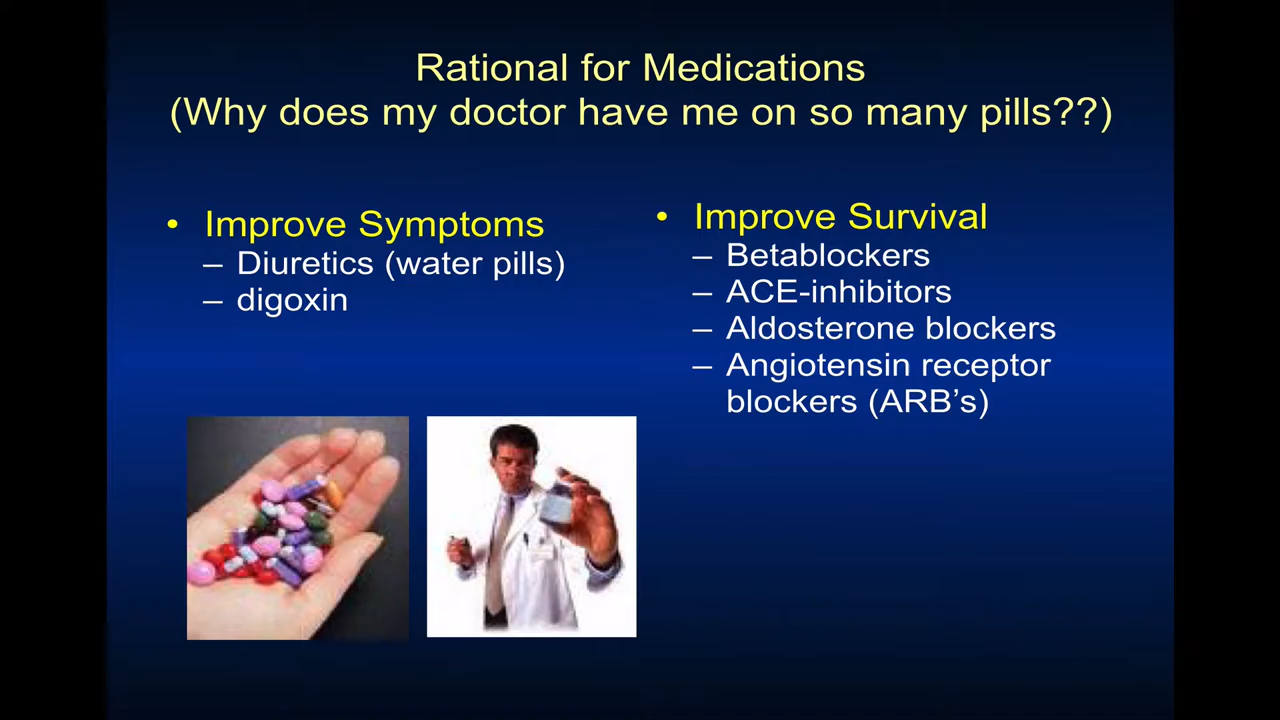 Rational for Medications
(Why does my doctor have me on so many pills??)
• Improve Symptoms
– Diuretics (water pills)
– digoxin
• Improve Survival
– Betablockers
– ACE-inhibitors
– Aldosterone blockers
– Angiotensin receptor
blockers (ARB’s)